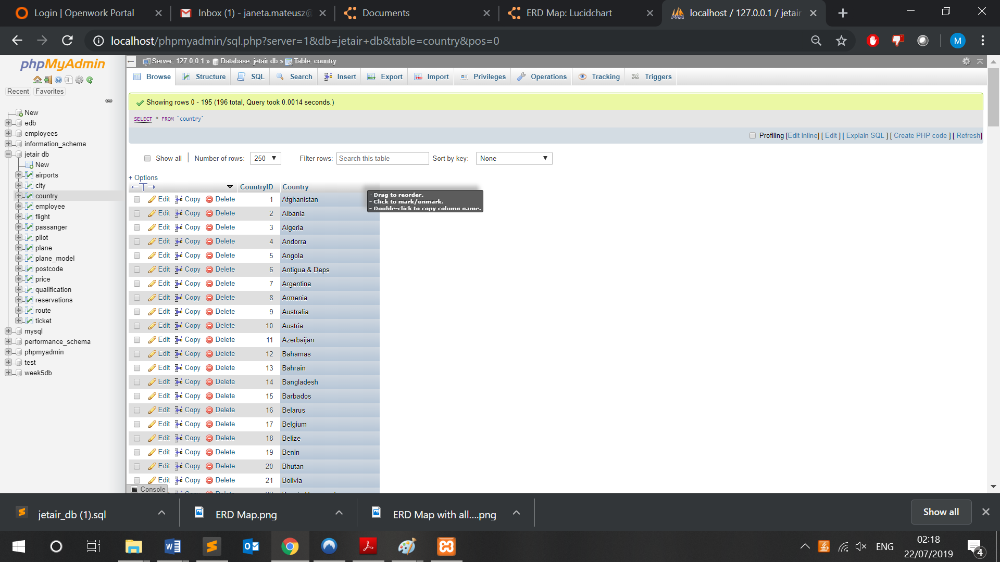 Login | Openwork Portal
Inbox (1) - janeta.mateusz@
Documents
ERD Map: Lucidchart
localhost / 127.0.0.1 / jetair
localhost/phpmyadmin/sql.php?server=1&db=jetair+db&table=country&pos=0
M
phpMyAdmin
Recent Favorites
New
edb
employees
information_schema
jetair db
New
airports
city
country
employee
flight
passanger
pilot
plane
plane_model
postcode
price
qualification
reservations
route
ticket
mysql
performance_schema
phpmyadmin
test
week5db
Server: 127.0.0.1 » Database: jetair db » Table: country
Browse Structure SQL Search Insert Export Import Privileges Operations Tracking Triggers
Showing rows 0 - 195 (196 total, Query took 0.0014 seconds.)
SELECT * FROM `country`
Profiling [Edit inline] [ Edit ] [ Explain SQL ] [ Create PHP code ] [ Refresh]
Show all | Number of rows: 250 Filter rows: Search this table Sort by key: None
+ Options
←T→ CountryID Country
Edit Copy Delete 1 Afghanistan
- Drag to reorder.
- Click to mark/unmark.
- Double-click to copy column name.
Edit Copy Delete 2 Albania
Edit Copy Delete 3 Algeria
Edit Copy Delete 4 Andorra
Edit Copy Delete 5 Angola
Edit Copy Delete 6 Antigua & Deps
Edit Copy Delete 7 Argentina
Edit Copy Delete 8 Armenia
Edit Copy Delete 9 Australia
Edit Copy Delete 10 Austria
Edit Copy Delete 11 Azerbaijan
Edit Copy Delete 12 Bahamas
Edit Copy Delete 13 Bahrain
Edit Copy Delete 14 Bangladesh
Edit Copy Delete 15 Barbados
Edit Copy Delete 16 Belarus
Edit Copy Delete 17 Belgium
Edit Copy Delete 18 Belize
Edit Copy Delete 19 Benin
Edit Copy Delete 20 Bhutan
Edit Copy Delete 21 Bolivia
Console
jetair_db (1).sql
ERD Map.png
ERD Map with all....png
Show all
ENG
02:18
22/07/2019
4